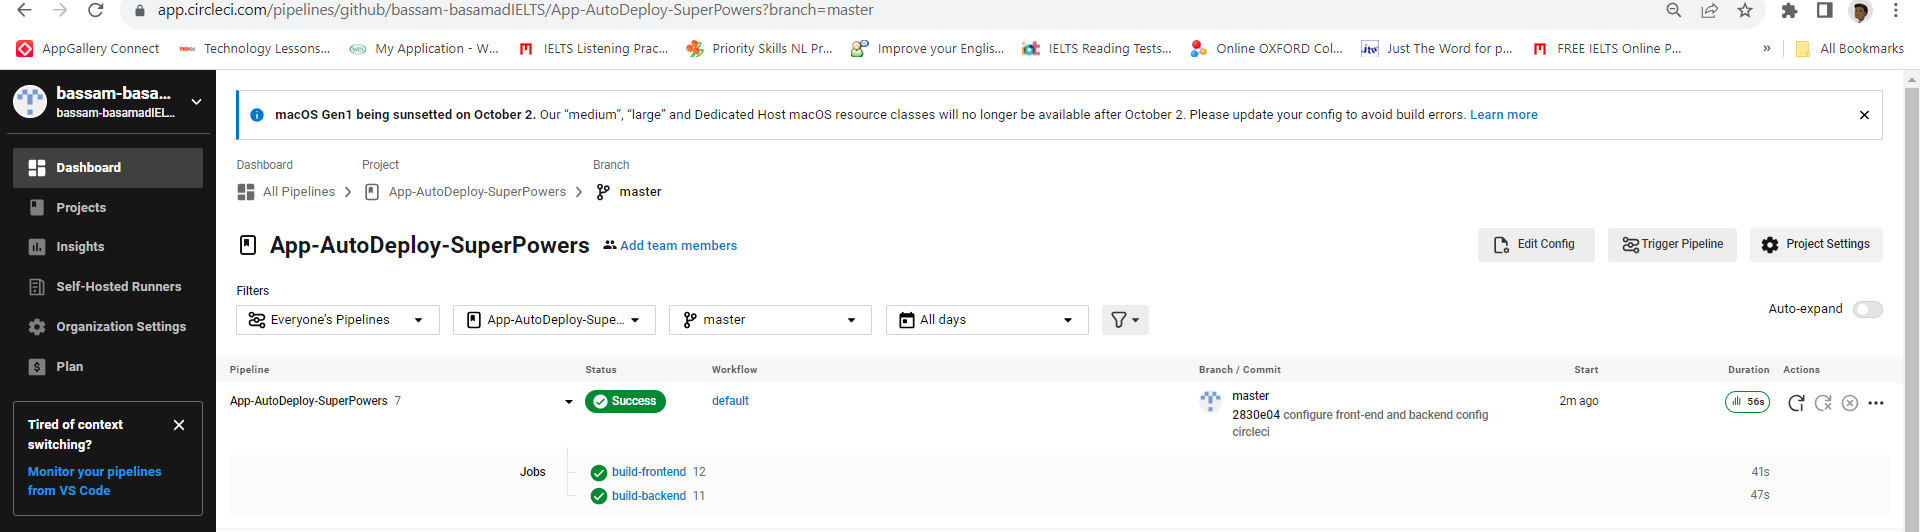 app.circleci.com/pipelines/github/bassam-basamadIELTS/App-AutoDeploy-SuperPowers?branch=master
AppGallery Connect Technology Lessons... My Application - W... IELTS Listening Prac... Priority Skills NL Pr... Improve your Englis... IELTS Reading Tests... Online OXFORD Col... Just The Word for p... FREE IELTS Online P... » All Bookmarks
bassam-basa...
bassam-basamadIEL...
Dashboard
Projects
Insights
Self-Hosted Runners
Organization Settings
Plan
Tired of context
switching?
Monitor your pipelines
from VS Code
macOS Gen1 being sunsetted on October 2. Our “medium”, “large” and Dedicated Host macOS resource classes will no longer be available after October 2. Please update your config to avoid build errors. Learn more
Dashboard Project Branch
All Pipelines App-AutoDeploy-SuperPowers master
App-AutoDeploy-SuperPowers Add team members Edit Config Trigger Pipeline Project Settings
Filters
Everyone’s Pipelines App-AutoDeploy-Supe... master All days Auto-expand
Pipeline Status Workflow Branch / Commit Start Duration Actions
App-AutoDeploy-SuperPowers 7 Success default master 2m ago 56s
2830e04 configure front-end and backend config
circleci
Jobs build-frontend 12 41s
build-backend 11 47s